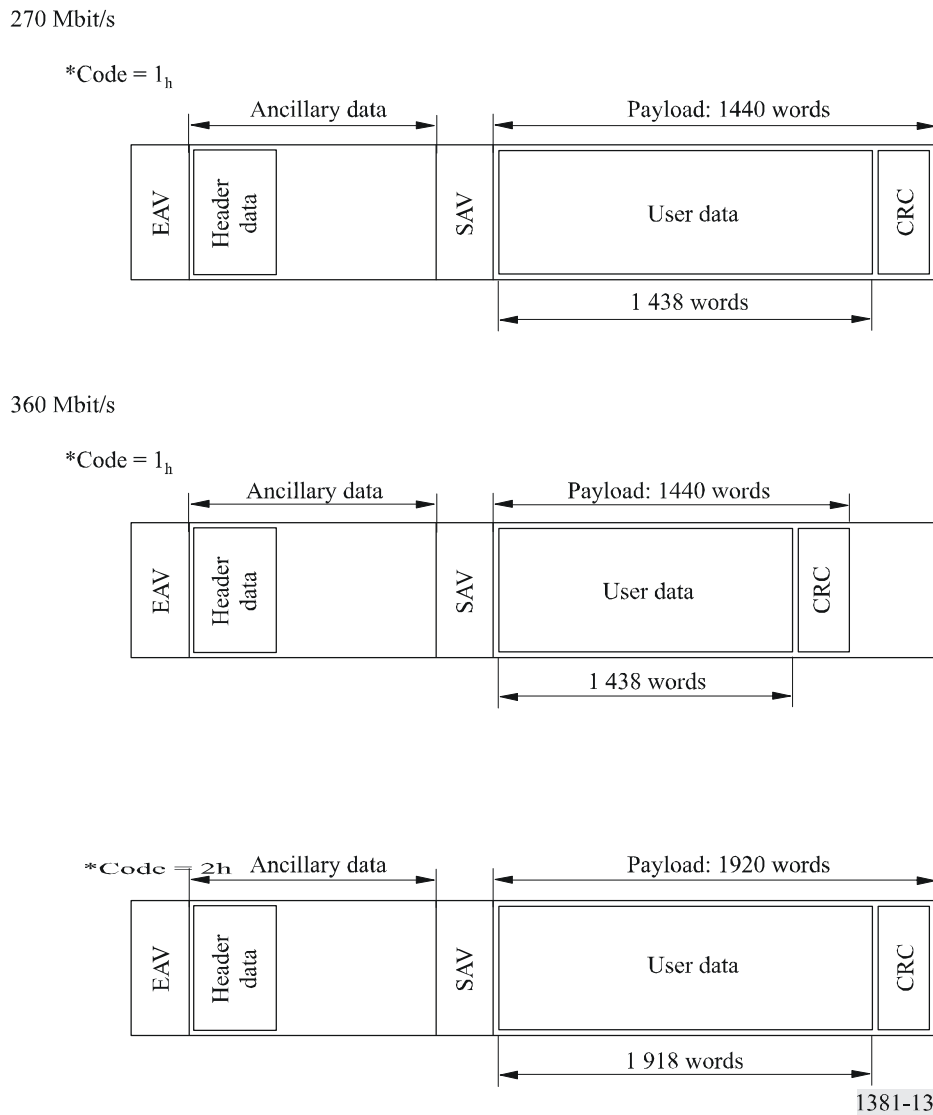 270 Mbit/s
*Code = 1h
Ancillary data
Payload: 1440 words
EAV
Header
data
SAV
User data
CRC
1 438 words
360 Mbit/s
*Code = 1h
Ancillary data
Payload: 1440 words
EAV
Header
data
SAV
User data
CRC
1 438 words
*Code = 2h
Ancillary data
Payload: 1920 words
EAV
Header
data
SAV
User data
CRC
1 918 words
1381-13